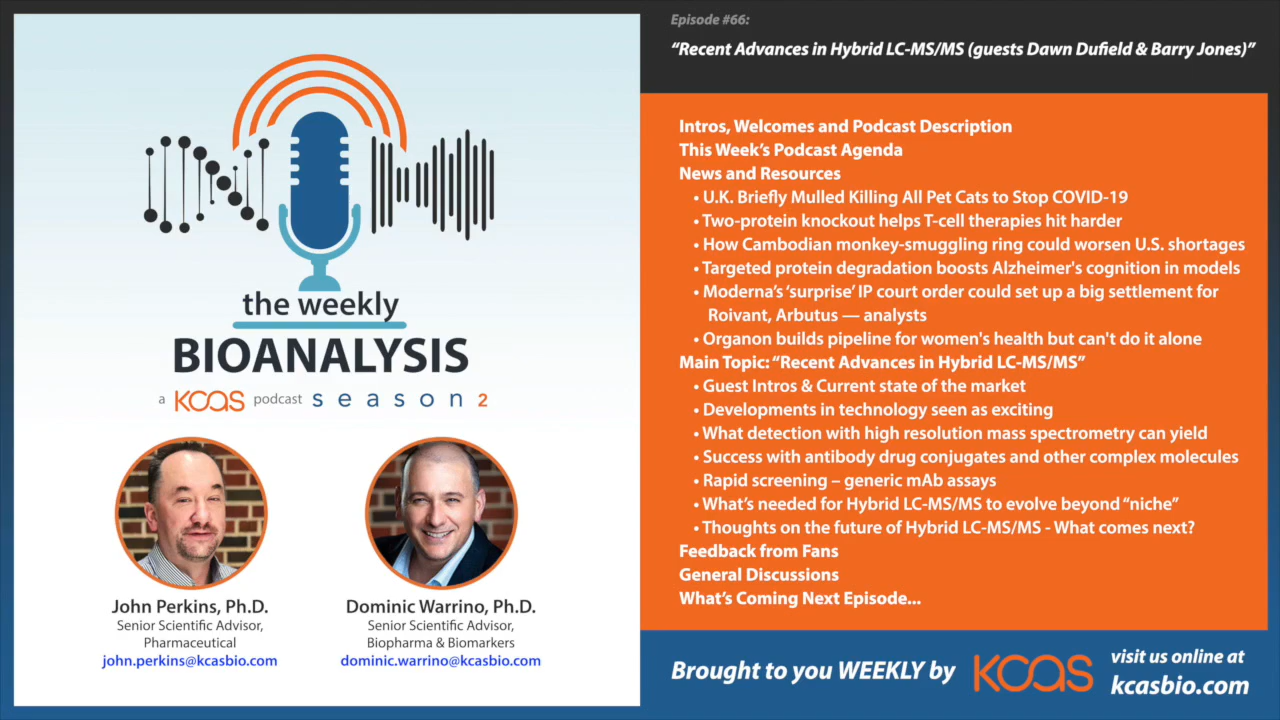 the weekly
BIOANALYSIS
a KCAS podcast season 2
John Perkins, Ph.D.
Senior Scientific Advisor,
Pharmaceutical
john.perkins@kcasbio.com
Dominic Warrino, Ph.D.
Senior Scientific Advisor,
Biopharma & Biomarkers
dominic.warrino@kcasbio.com
Episode #66:
“Recent Advances in Hybrid LC-MS/MS (guests Dawn Dufield & Barry Jones)”
Intros, Welcomes and Podcast Description
This Week’s Podcast Agenda
News and Resources
• U.K. Briefly Mulled Killing All Pet Cats to Stop COVID-19
• Two-protein knockout helps T-cell therapies hit harder
• How Cambodian monkey-smuggling ring could worsen U.S. shortages
• Targeted protein degradation boosts Alzheimer's cognition in models
• Moderna’s ‘surprise’ IP court order could set up a big settlement for
Roivant, Arbutus — analysts
• Organon builds pipeline for women's health but can't do it alone
Main Topic: “Recent Advances in Hybrid LC-MS/MS”
• Guest Intros & Current state of the market
• Developments in technology seen as exciting
• What detection with high resolution mass spectrometry can yield
• Success with antibody drug conjugates and other complex molecules
• Rapid screening – generic mAb assays
• What’s needed for Hybrid LC-MS/MS to evolve beyond “niche”
• Thoughts on the future of Hybrid LC-MS/MS - What comes next?
Feedback from Fans
General Discussions
What’s Coming Next Episode...
Brought to you WEEKLY by KCAS
visit us online at
kcasbio.com